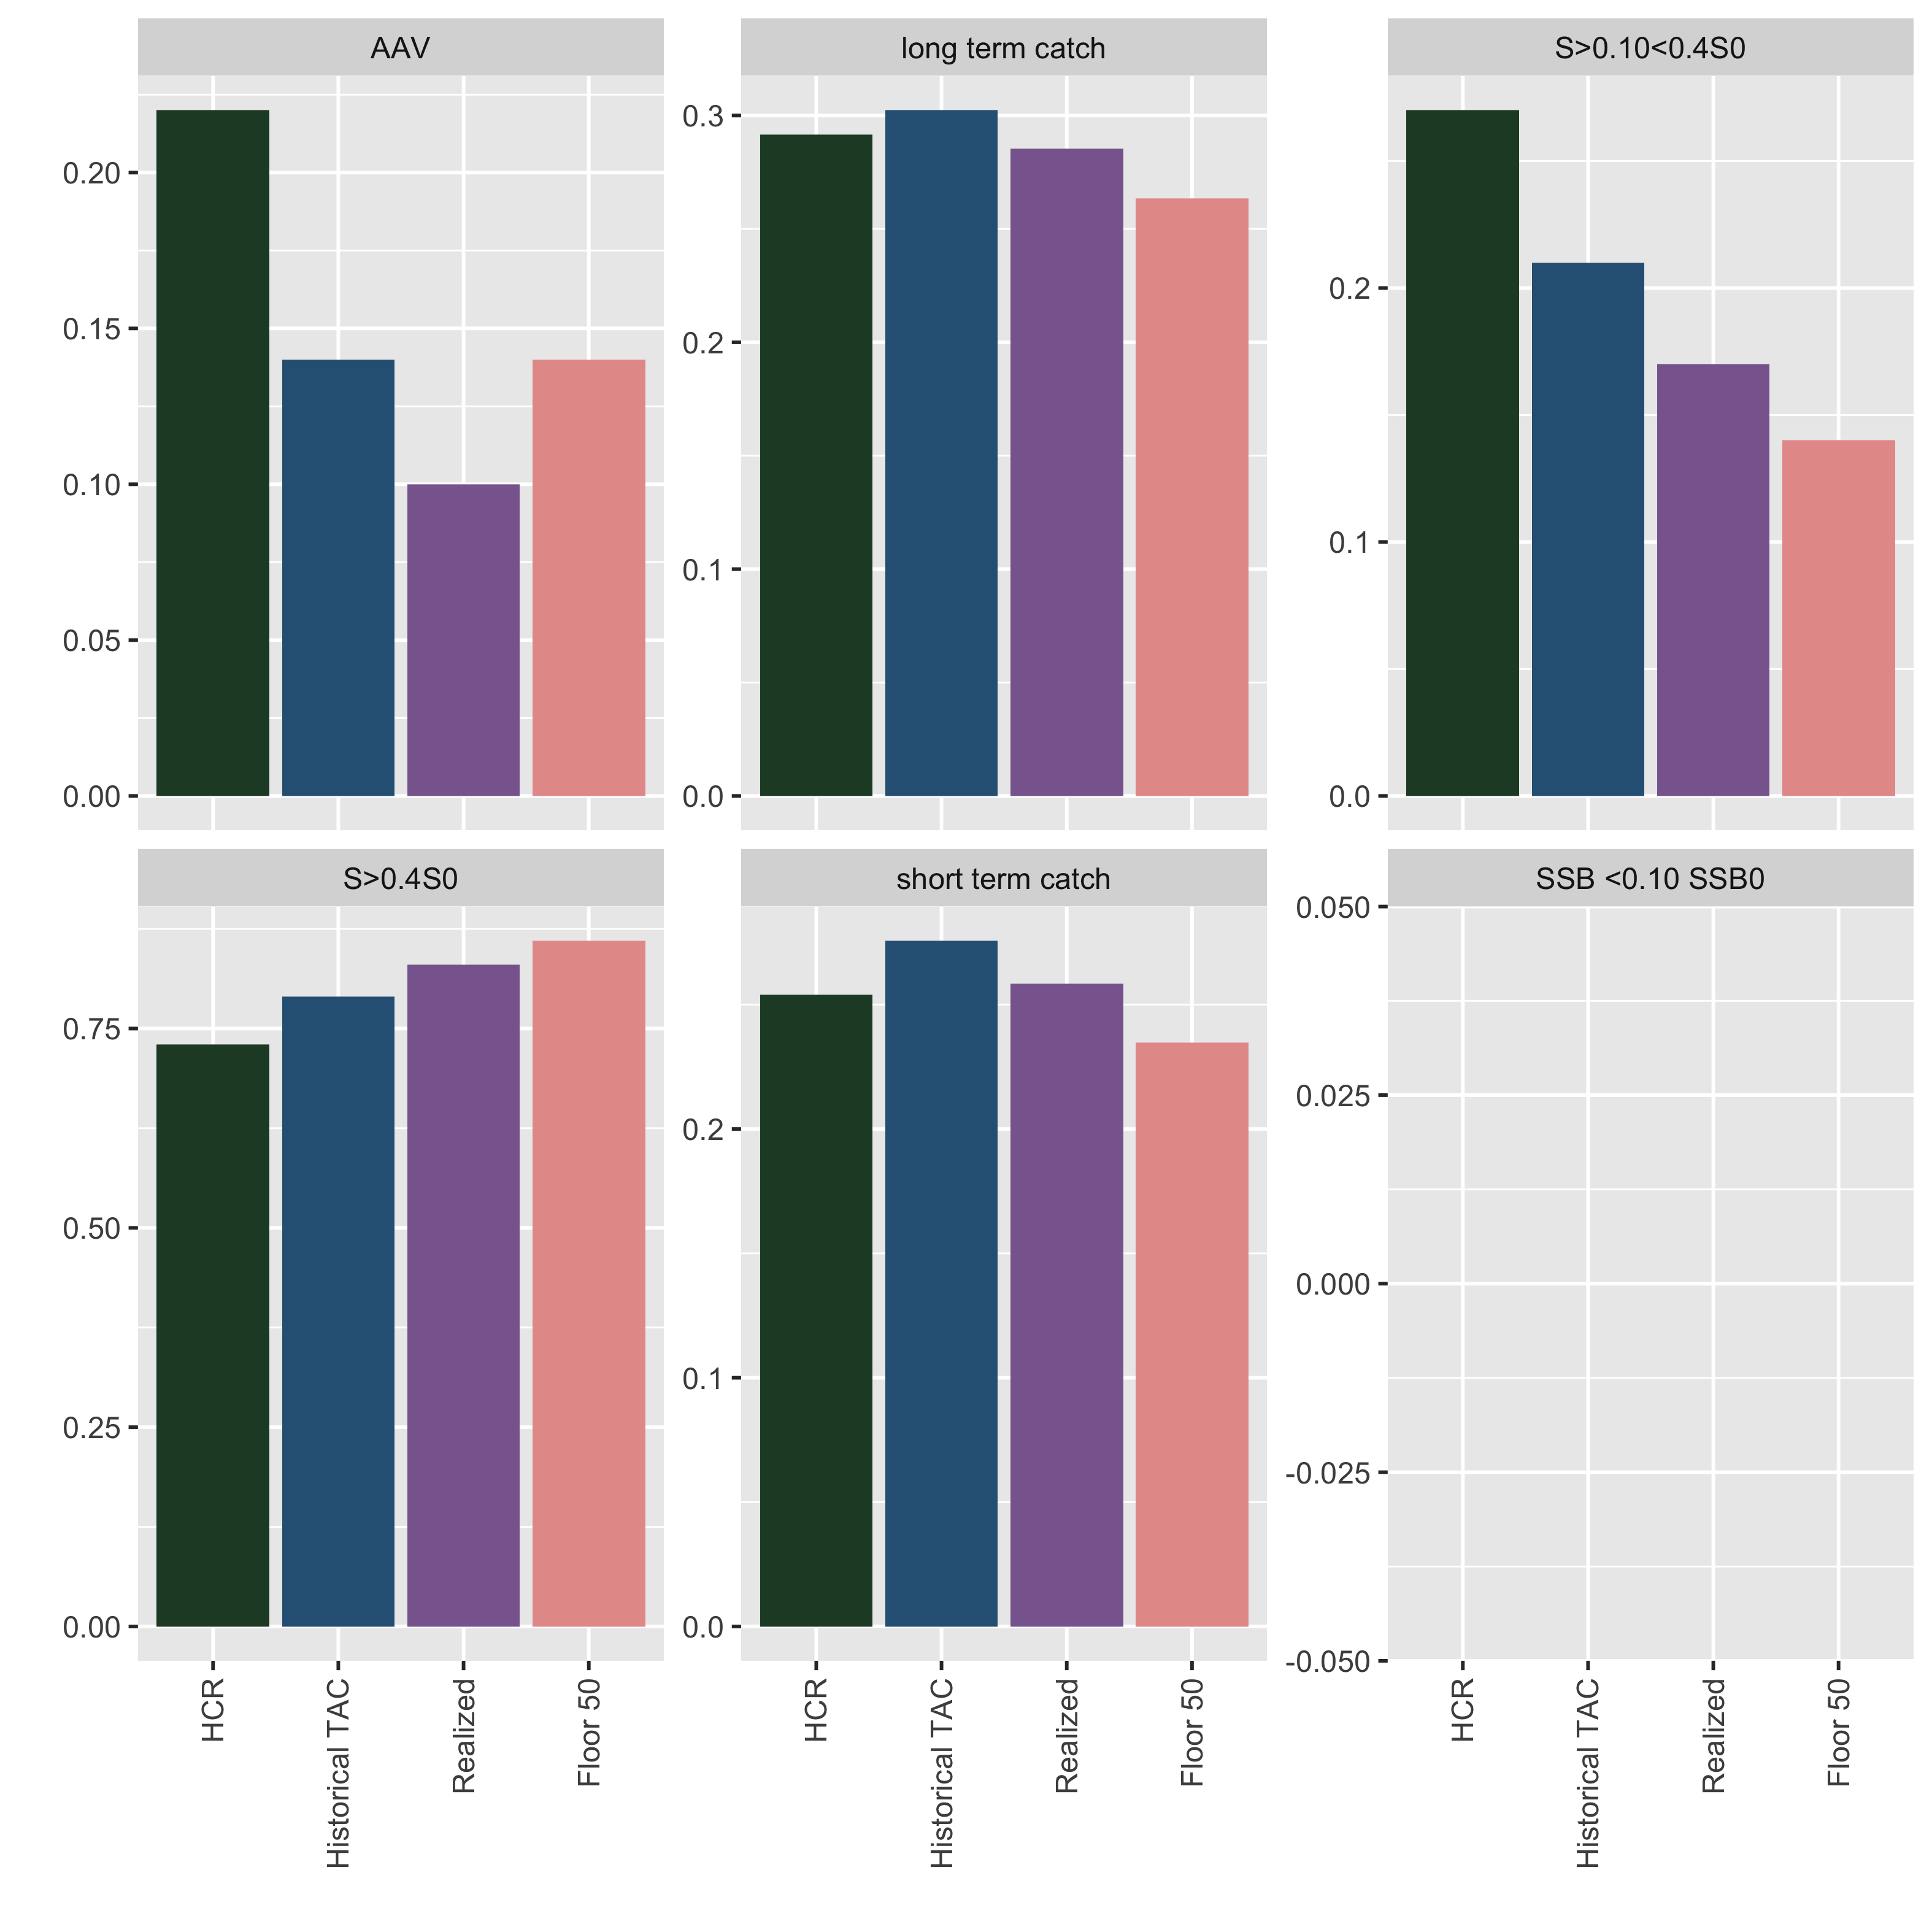 AAV
0.20
0.15
0.10
0.05
0.00
long term catch
0.3
0.2
0.1
0.0
S>0.10<0.4S0
0.2
0.1
0.0
S>0.4S0
0.75
0.50
0.25
0.00
HCR
Historical TAC
Realized
Floor 50
short term catch
0.2
0.1
0.0
HCR
Historical TAC
Realized
Floor 50
SSB <0.10 SSB0
0.050
0.025
0.000
-0.025
-0.050
HCR
Historical TAC
Realized
Floor 50